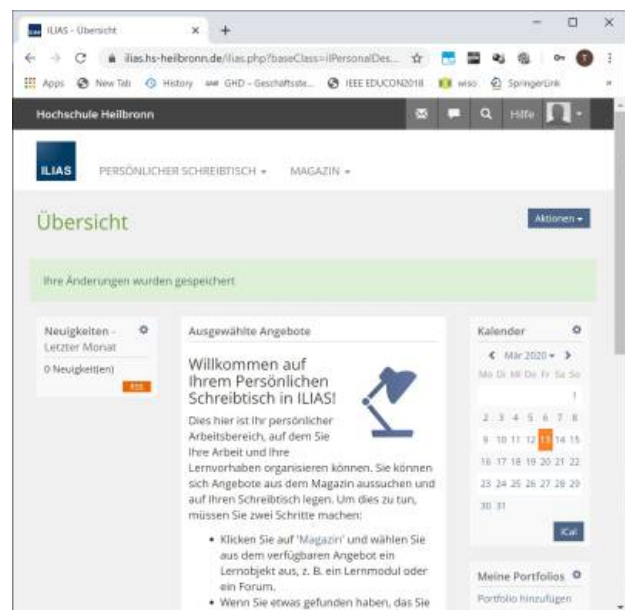 ILIAS - Übersicht
ilias.hs-heilbronn.de/ilias.php?baseClass=ilPersonalDes...
Apps New Tab History GHD - Geschäftsste... IEEE EDUCON2018 wiso SpringerLink
Hochschule Heilbronn Hilfe
ILIAS PERSÖNLICHER SCHREIBTISCH MAGAZIN
Übersicht Aktionen
Ihre Änderungen wurden gespeichert
Neuigkeiten -
Letzter Monat
0 Neuigkeit(en)
RSS
Ausgewählte Angebote
Willkommen auf
Ihrem Persönlichen
Schreibtisch in ILIAS!
Dies hier ist Ihr persönlicher
Arbeitsbereich, auf dem Sie
Ihre Arbeit und Ihre
Lernvorhaben organisieren können. Sie können
sich Angebote aus dem Magazin aussuchen und
auf Ihren Schreibtisch legen. Um dies zu tun,
müssen Sie zwei Schritte machen:
• Klicken Sie auf 'Magazin' und wählen Sie
aus dem verfügbaren Angebot ein
Lernobjekt aus, z. B. ein Lernmodul oder
ein Forum.
• Wenn Sie etwas gefunden haben, das Sie
Kalender
Mär 2020
Mo Di Mi Do Fr Sa So
1
2 3 4 5 6 7 8
9 10 11 12 13 14 15
16 17 18 19 20 21 22
23 24 25 26 27 28 29
30 31
iCal
Meine Portfolios
Portfolio hinzufügen